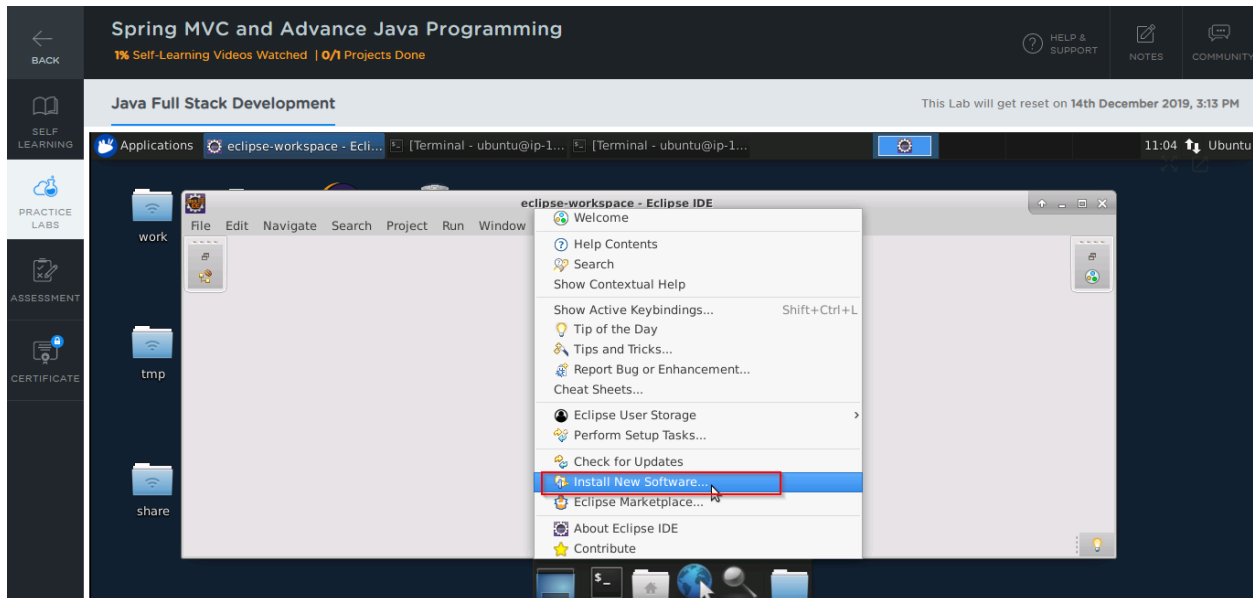 Spring MVC and Advance Java Programming
1% Self-Learning Videos Watched | 0/1 Projects Done
BACK
HELP & SUPPORT
NOTES
COMMUNITY
SELF LEARNING
PRACTICE LABS
ASSESSMENT
CERTIFICATE
Java Full Stack Development
This Lab will get reset on 14th December 2019, 3:13 PM
Applications eclipse-workspace - Ecli... [Terminal - ubuntu@ip-1... [Terminal - ubuntu@ip-1... 11:04 Ubuntu
work
tmp
share
eclipse-workspace - Eclipse IDE
File Edit Navigate Search Project Run Window
Welcome
Help Contents
Search
Show Contextual Help
Show Active Keybindings... Shift+Ctrl+L
Tip of the Day
Tips and Tricks...
Report Bug or Enhancement...
Cheat Sheets...
Eclipse User Storage
Perform Setup Tasks...
Check for Updates
Install New Software...
Eclipse Marketplace...
About Eclipse IDE
Contribute
$_